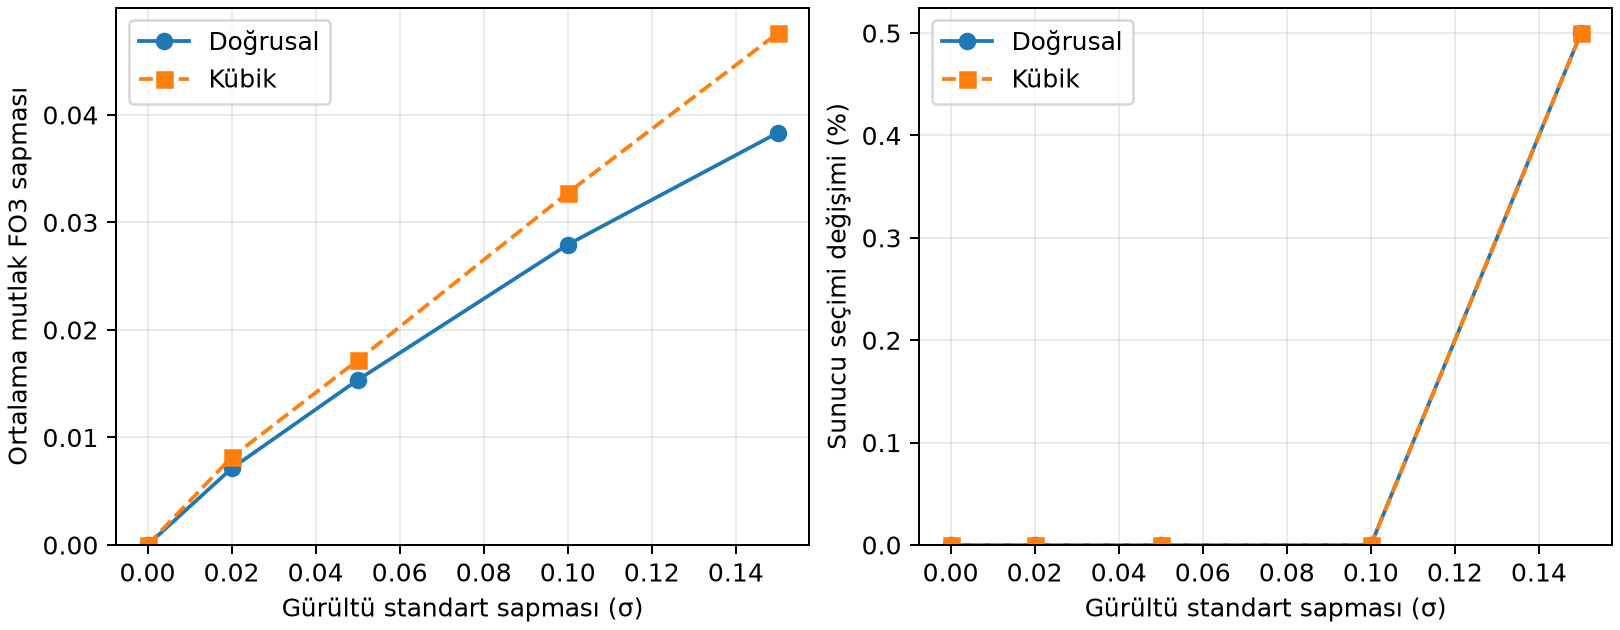 Doğrusal
Kübik
Ortalama mutlak FO3 sapması
0.04
0.03
0.02
0.01
0.00
0.00 0.02 0.04 0.06 0.08 0.10 0.12 0.14
Gürültü standart sapması (σ)
Doğrusal
Kübik
Sunucu seçimi değişimi (%)
0.5
0.4
0.3
0.2
0.1
0.0
0.00 0.02 0.04 0.06 0.08 0.10 0.12 0.14
Gürültü standart sapması (σ)